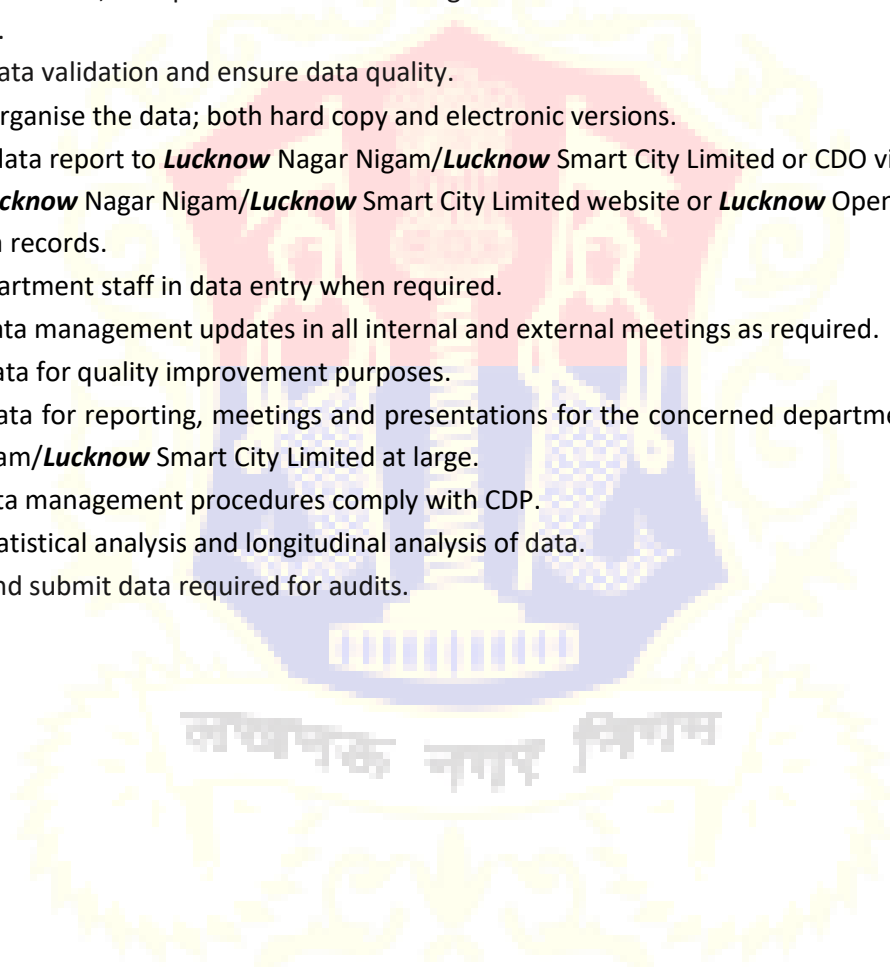 .
ata validation and ensure data quality.
rganise the data; both hard copy and electronic versions.
data report to Lucknow Nagar Nigam/Lucknow Smart City Limited or CDO vi
cknow Nagar Nigam/Lucknow Smart City Limited website or Lucknow Oper
n records.
artment staff in data entry when required.
ata management updates in all internal and external meetings as required.
ata for quality improvement purposes.
ata for reporting, meetings and presentations for the concerned departme
am/Lucknow Smart City Limited at large.
ta management procedures comply with CDP.
atistical analysis and longitudinal analysis of data.
nd submit data required for audits.
लखनऊ नगर निगम